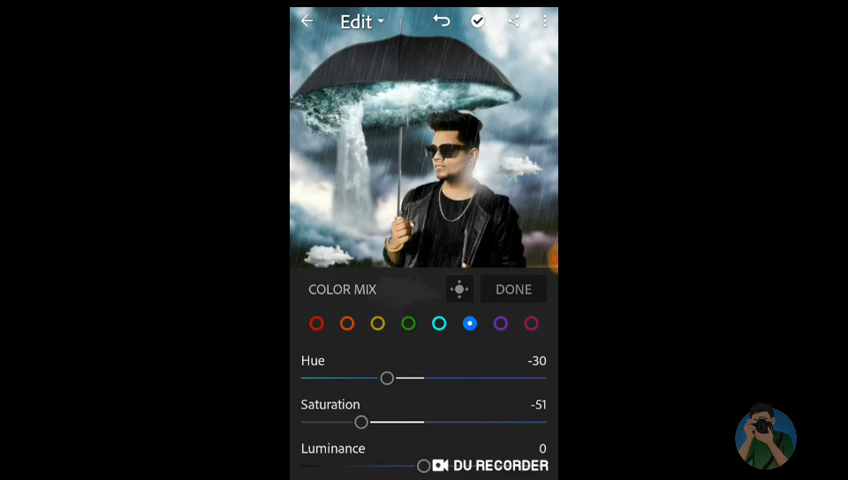 Edit
COLOR MIX
DONE
Hue
-30
Saturation
-51
Luminance
0
DU RECORDER